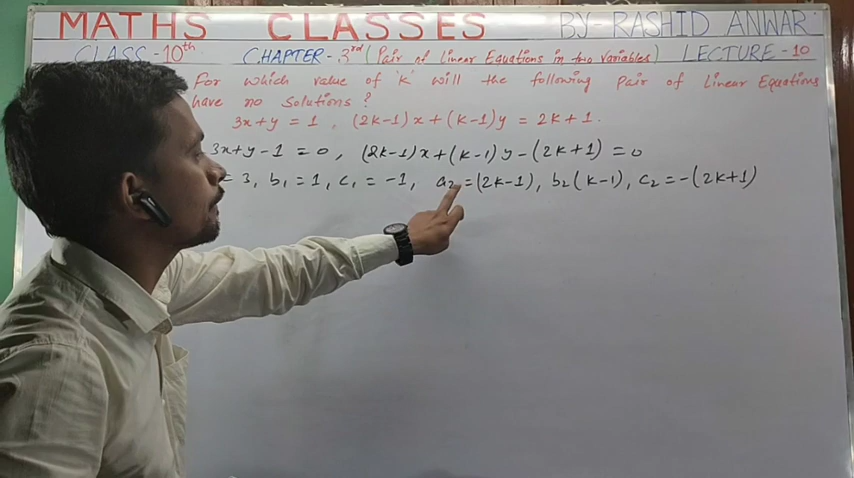 MATHS CLASSES BY-RASHID ANWAR
CLASS-10th CHAPTER-3rd (Pair of Linear Equations in two Variables) LECTURE-10
For which value of 'k' will the following pair of Linear Equations
have no Solutions?
3x+y=1, (2k-1)x+(k-1)y=2k+1.
3x+y-1=0, (2k-1)x+(k-1)y-(2k+1)=0
=3, b₁=1, c₁=-1, a₂=(2k-1), b₂(k-1), c₂=-(2k+1)